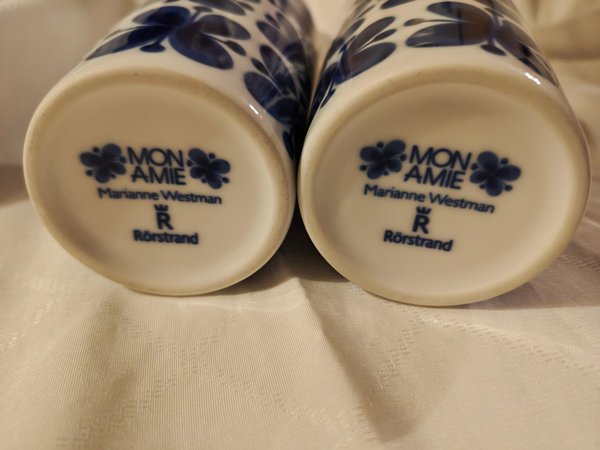 MON
AMIE
Marianne Westman
R
Rörstrand
MON
AMIE
Marianne Westman
R
Rörstrand